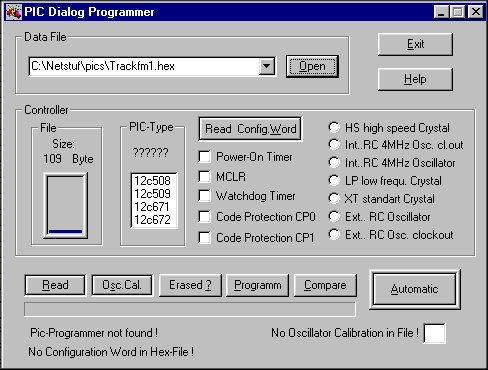 PIC Dialog Programmer
Data File
C:\Netstuf\pics\Trackfm1.hex
Open
Exit
Help
Controller
File
Size:
109 Byte
PIC-Type
??????
12c508
12c509
12c671
12c672
Read Config.Word
Power-On Timer
MCLR
Watchdog Timer
Code Protection CP0
Code Protection CP1
HS high speed Crystal
Int..RC 4MHz Osc. cl.out
Int..RC 4MHz Oscillator
LP low frequ. Crystal
XT standart Crystal
Ext.. RC Oscillator
Ext.. RC Osc. clockout
Read
Osc.Cal.
Erased ?
Programm
Compare
Automatic
Pic-Programmer not found !
No Oscillator Calibration in File !
No Configuration Word in Hex-File !